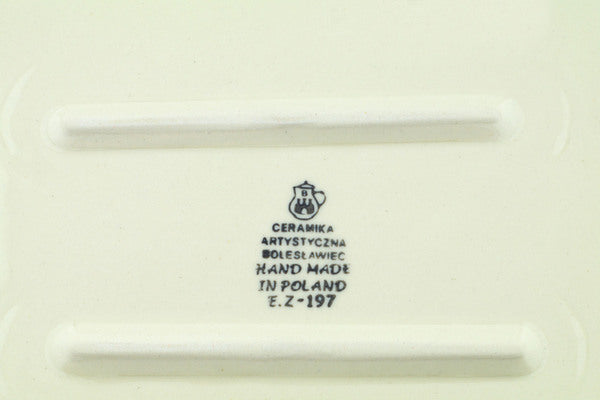 B
CERAMIKA
ARTYSTYCZNA
BOLESŁAWIEC
HAND MADE
IN POLAND
E.Z-197